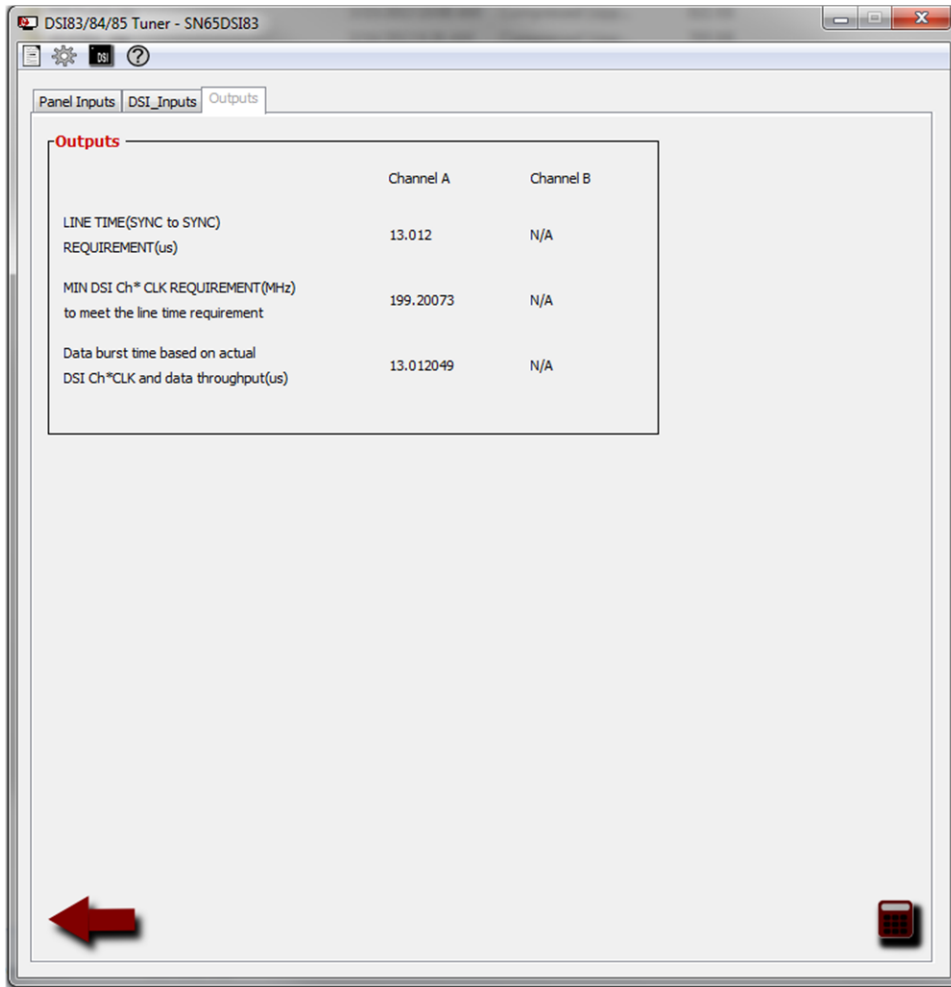 DSI83/84/85 Tuner - SN65DSI83
DSI
Panel Inputs DSI_Inputs Outputs
Outputs
Channel A Channel B
LINE TIME(SYNC to SYNC)
REQUIREMENT(us)
13.012 N/A
MIN DSI Ch* CLK REQUIREMENT(MHz)
to meet the line time requirement
199.20073 N/A
Data burst time based on actual
DSI Ch*CLK and data throughput(us)
13.012049 N/A